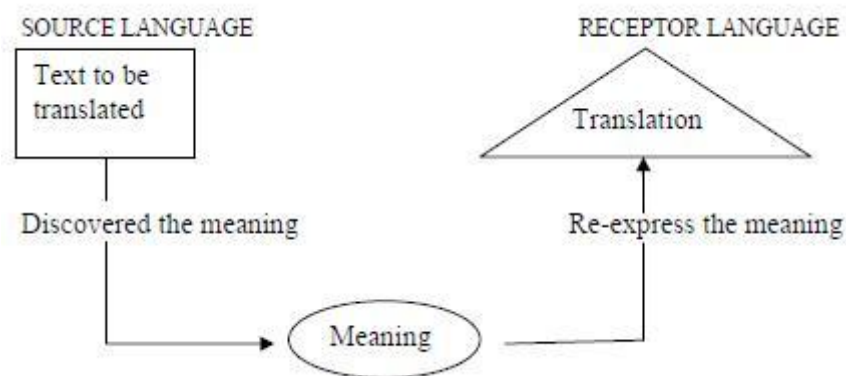 SOURCE LANGUAGE
RECEPTOR LANGUAGE
Text to be
translated
Translation
Discovered the meaning
Re-express the meaning
Meaning